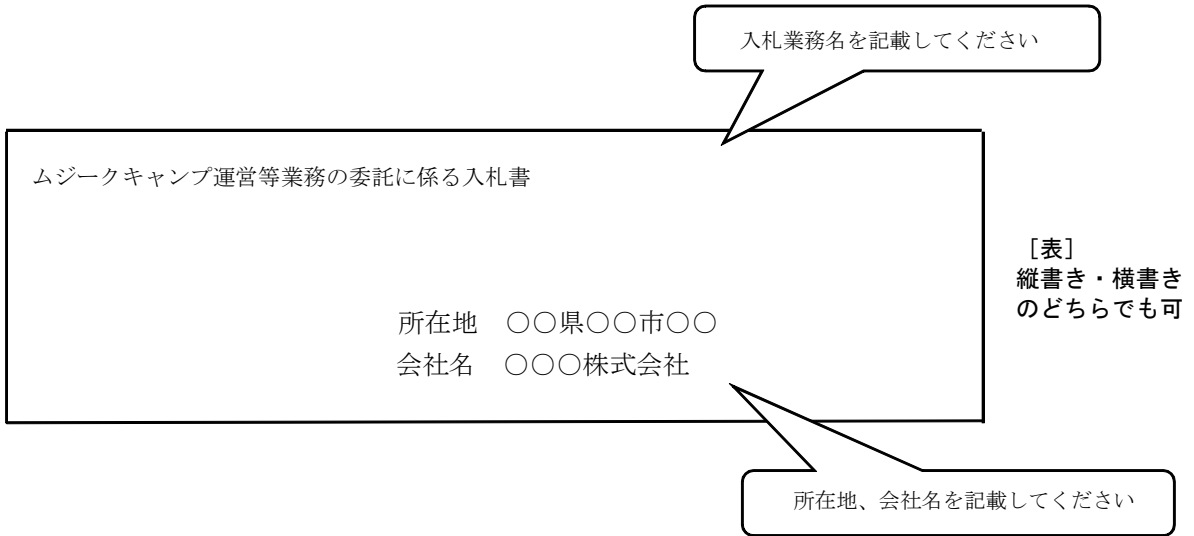 入札業務名を記載してください
ムジークキャンプ運営等業務の委託に係る入札書
所在地　○○県○○市○○
会社名　○○○株式会社
［表］
縦書き・横書き
のどちらでも可
所在地、会社名を記載してください